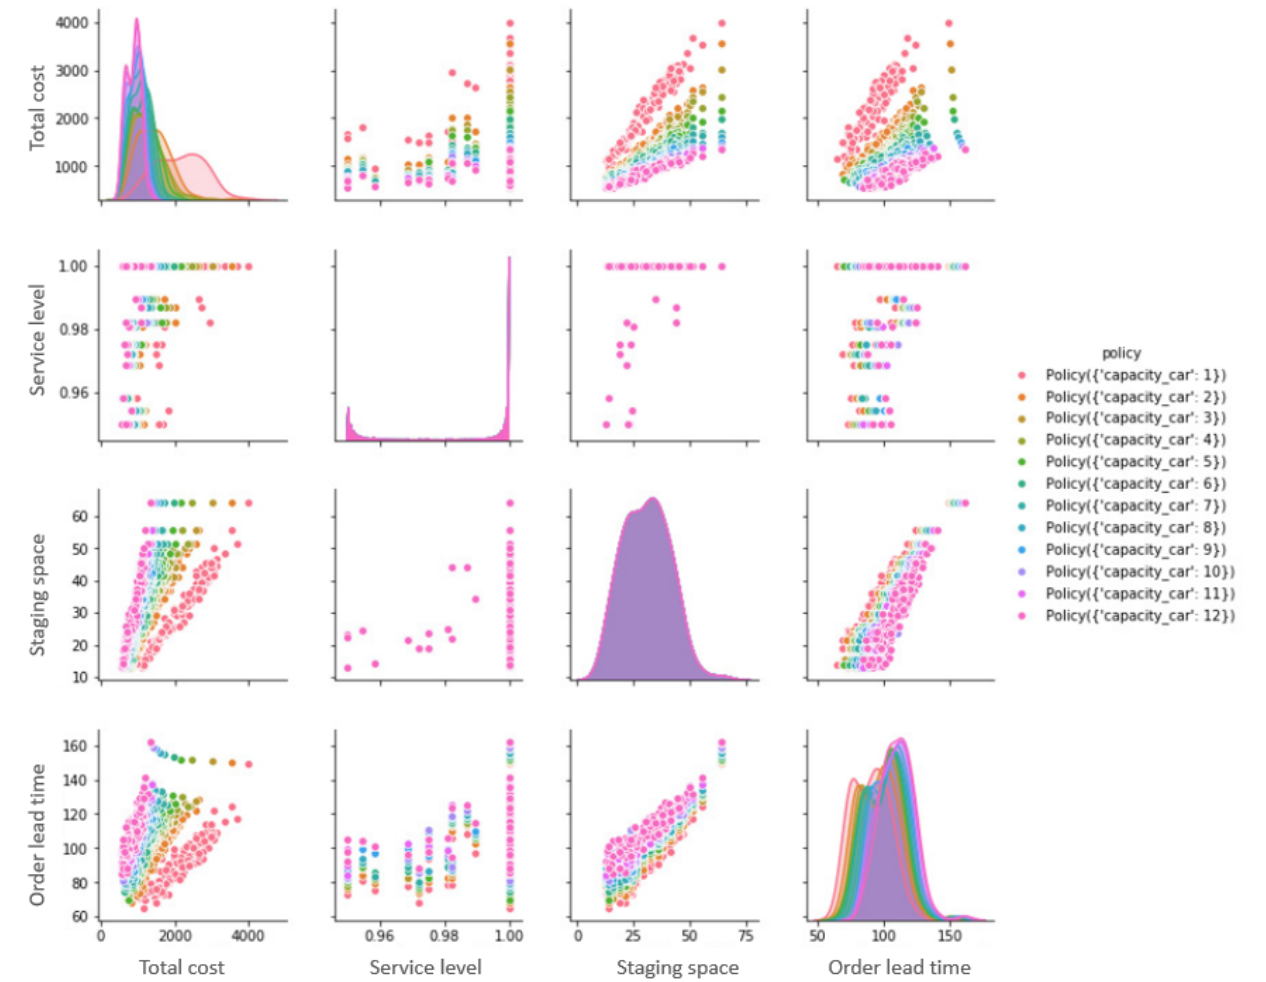 Total cost
4000
3000
2000
1000
Service level
1.00
0.98
0.96
policy
Policy({'capacity_car': 1})
Policy({'capacity_car': 2})
Policy({'capacity_car': 3})
Policy({'capacity_car': 4})
Policy({'capacity_car': 5})
Policy({'capacity_car': 6})
Policy({'capacity_car': 7})
Policy({'capacity_car': 8})
Policy({'capacity_car': 9})
Policy({'capacity_car': 10})
Policy({'capacity_car': 11})
Policy({'capacity_car': 12})
Staging space
60
50
40
30
20
10
Order lead time
160
140
120
100
80
60
0 2000 4000
0.96 0.98 1.00
0 25 50 75
50 100 150
Total cost
Service level
Staging space
Order lead time